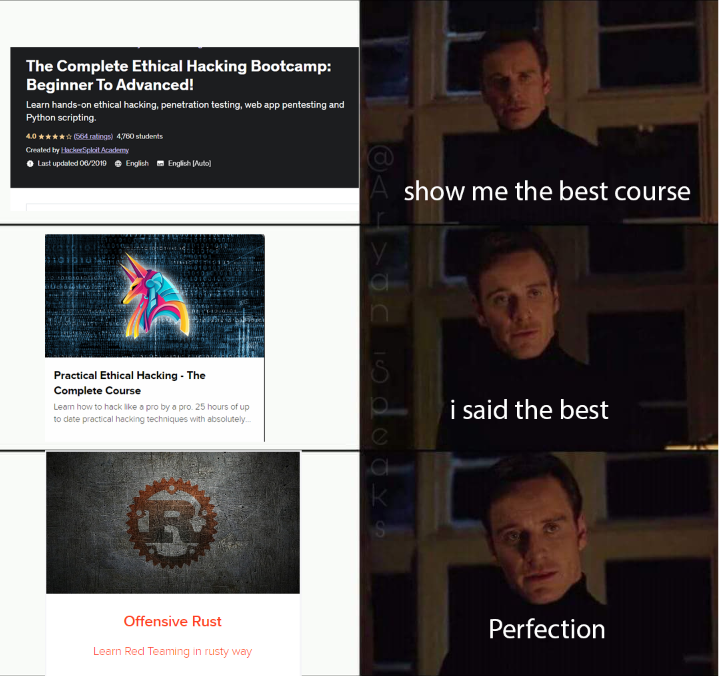 The Complete Ethical Hacking Bootcamp:
Beginner To Advanced!
Learn hands-on ethical hacking, penetration testing, web app pentesting and
Python scripting.
4.0 ★★★★☆ (564 ratings) 4,760 students
Created by HackerSploit Academy
Last updated 06/2019 English English [Auto]
show me the best course
@Aryan_Speaks
Practical Ethical Hacking - The
Complete Course
Learn how to hack like a pro by a pro. 25 hours of up
to date practical hacking techniques with absolutely...
i said the best
R
Offensive Rust
Learn Red Teaming in rusty way
Perfection